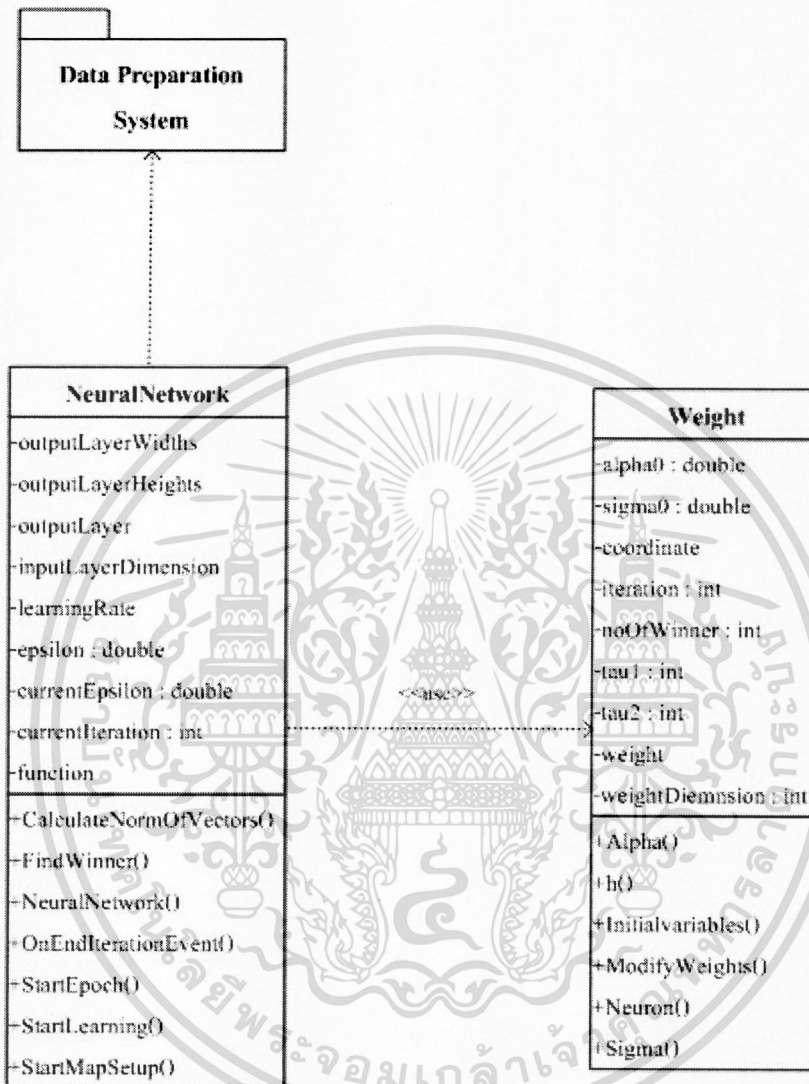 Data Preparation
System
NeuralNetwork
-outputLayerWidths
-outputLayerHeights
-outputLayer
-inputLayerDimension
-learningRate
-epsilon : double
-currentEpsilon : double
-currentIteration : int
-function
+CalculateNormOfVectors()
+FindWinner()
+NeuralNetwork()
+OnEndIterationEvent()
+StartEpoch()
+StartLearning()
+StartMapSetup()
<<use>>
Weight
-alpha0 : double
-sigma0 : double
-coordinate
-iteration : int
-noOfWinner : int
-tau1 : int
-tau2 : int
-weight
-weightDiemnsion : int
+Alpha()
+h()
+Initialvariables()
+ModifyWeights()
+Neuron()
+Sigma()